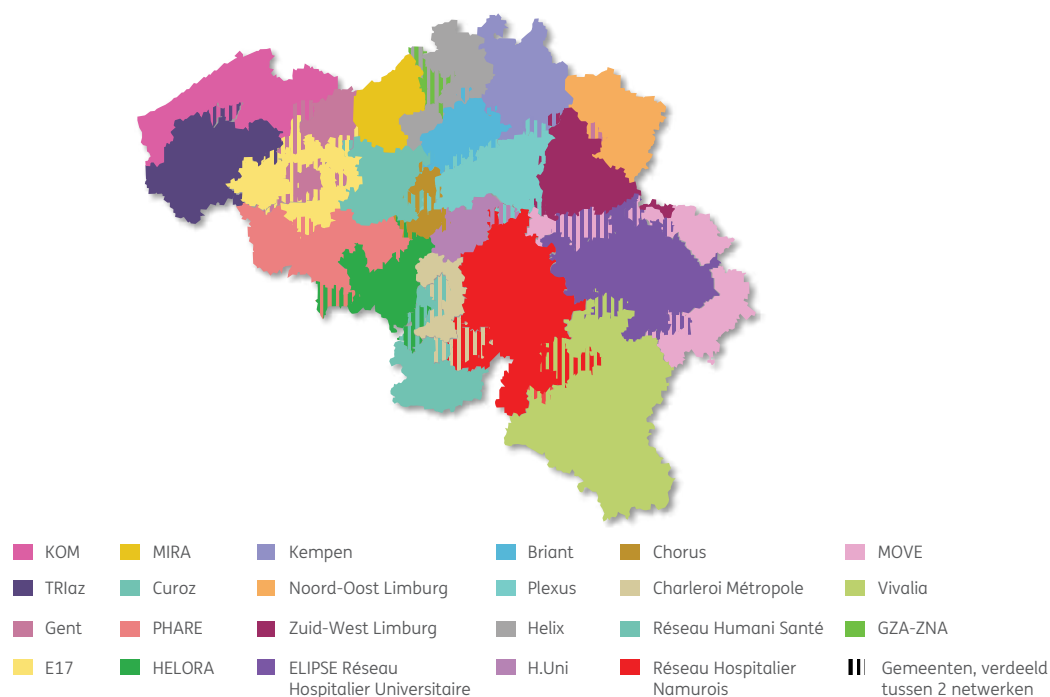 KOM
TRIaz
Gent
E17
MIRA
Curoz
PHARE
HELORA
Kempen
Noord-Oost Limburg
Zuid-West Limburg
ELIPSE Réseau
Hospitalier Universitaire
Briant
Plexus
Helix
H.Uni
Chorus
Charleroi Métropole
Réseau Humani Santé
Réseau Hospitalier
Namurois
MOVE
Vivalia
GZA-ZNA
Gemeenten, verdeeld
tussen 2 netwerken